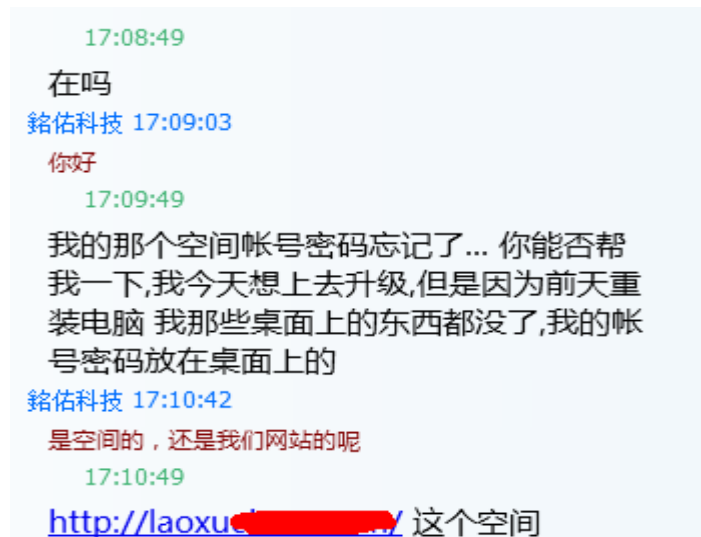 17:08:49
在吗
銘佑科技 17:09:03
你好
17:09:49
我的那个空间帐号密码忘记了... 你能否帮
我一下,我今天想上去升级,但是因为前天重
装电脑 我那些桌面上的东西都没了,我的帐
号密码放在桌面上的
銘佑科技 17:10:42
是空间的，还是我们网站的呢
17:10:49
http://laoxu / 这个空间